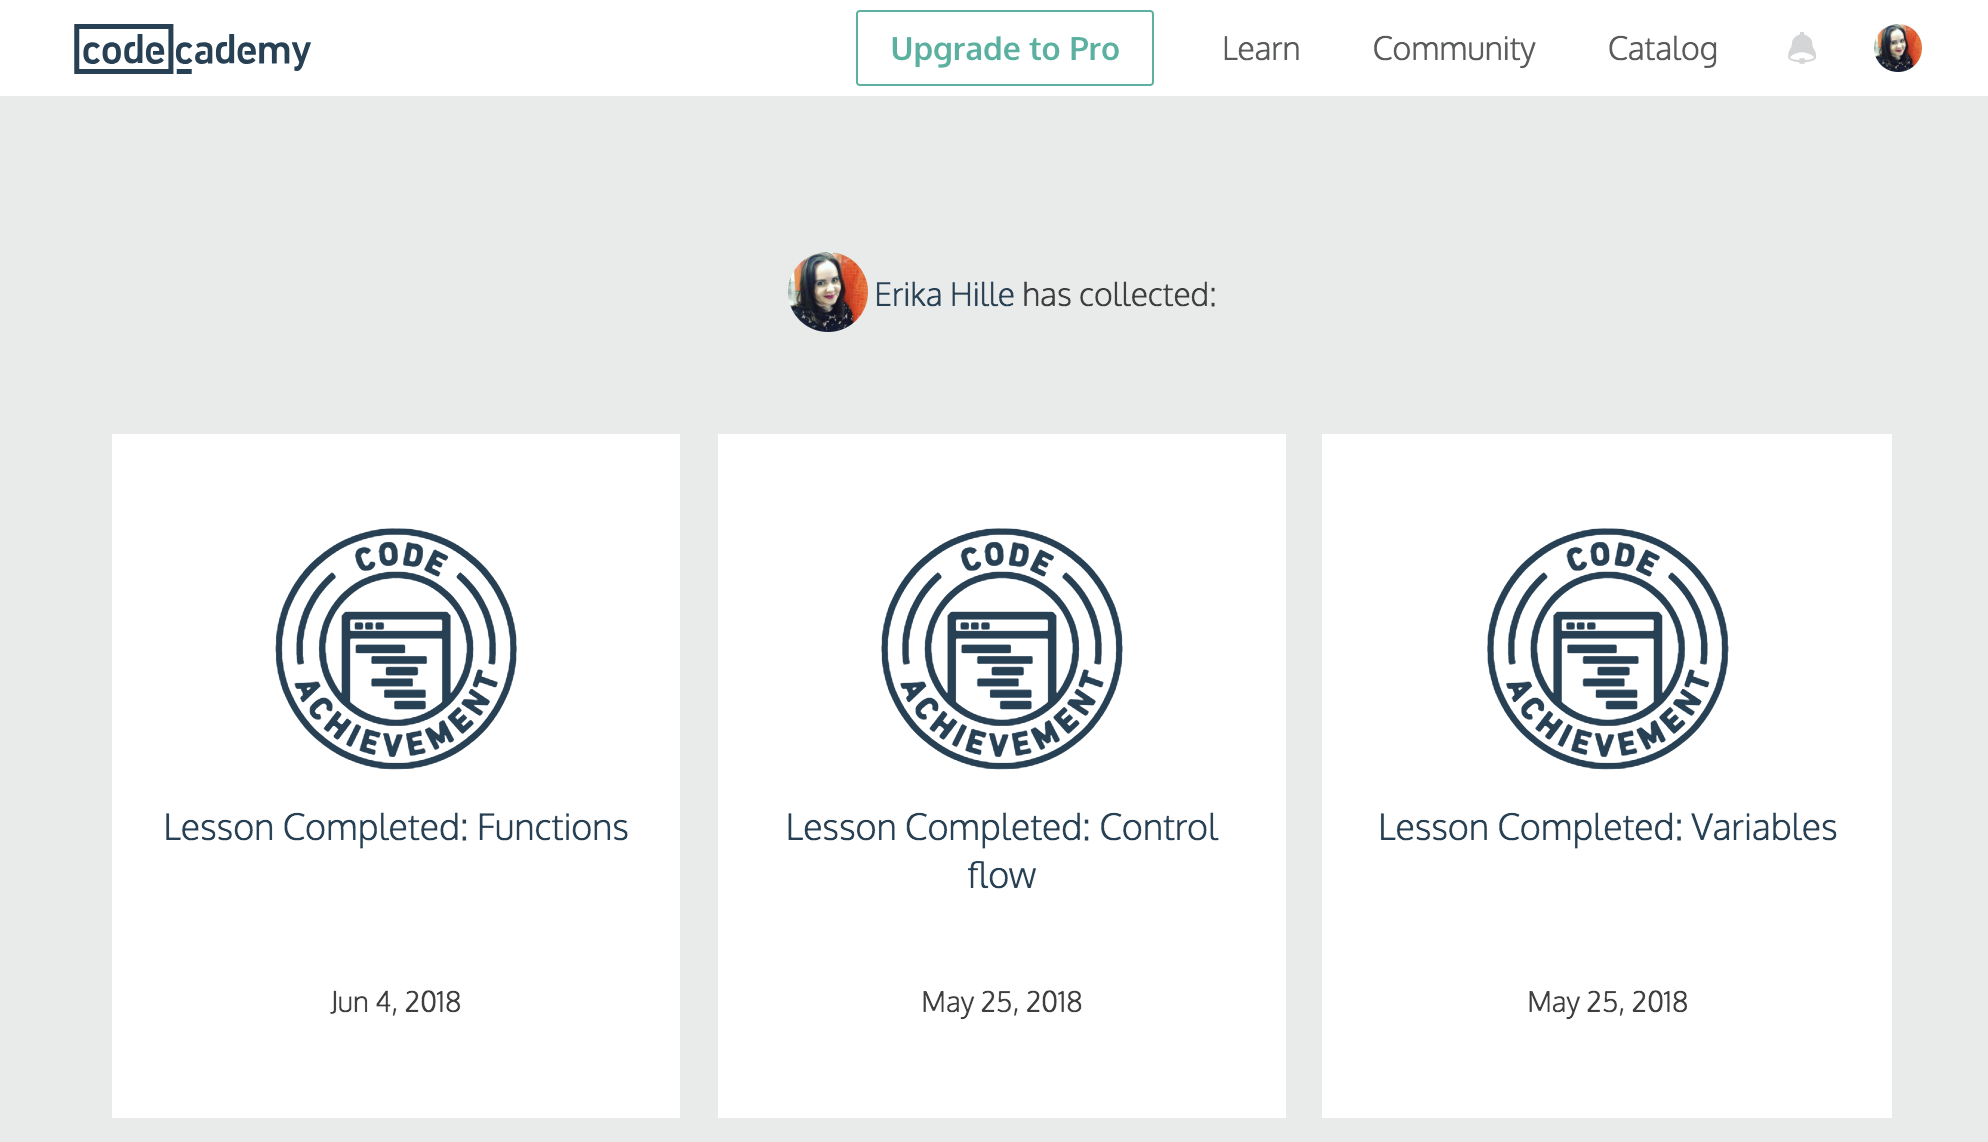 codecademy
Upgrade to Pro
Learn
Community
Catalog
Erika Hille has collected:
CODE
ACHIEVEMENT
Lesson Completed: Functions
Jun 4, 2018
CODE
ACHIEVEMENT
Lesson Completed: Control
flow
May 25, 2018
CODE
ACHIEVEMENT
Lesson Completed: Variables
May 25, 2018